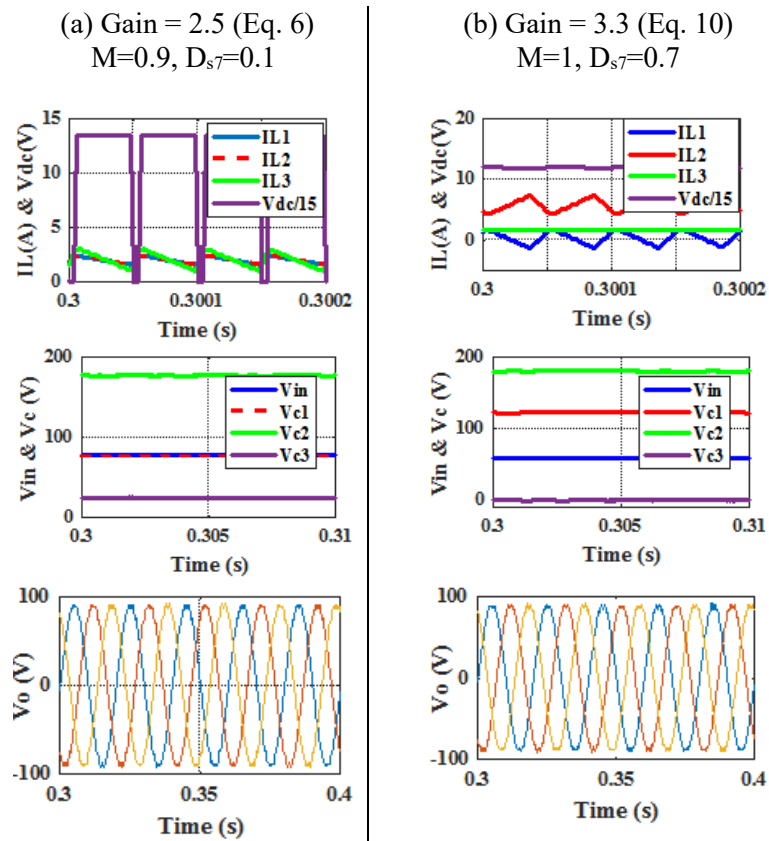 (a) Gain = 2.5 (Eq. 6)
M=0.9, Ds7=0.1
15
10
5
0
IL(A) & Vdc(V)
IL1
IL2
IL3
Vdc/15
0.3
0.3001
0.3002
Time (s)
200
100
0
Vin & Vc (V)
Vin
Vc1
Vc2
Vc3
0.3
0.305
0.31
Time (s)
100
0
-100
Vo (V)
0.3
0.35
0.4
Time (s)
(b) Gain = 3.3 (Eq. 10)
M=1, Ds7=0.7
20
10
0
IL(A) & Vdc(V)
IL1
IL2
IL3
Vdc/15
0.3
0.3001
0.3002
Time (s)
200
100
0
Vin & Vc (V)
Vin
Vc1
Vc2
Vc3
0.3
0.305
0.31
Time (s)
100
0
-100
Vo (V)
0.3
0.35
0.4
Time (s)